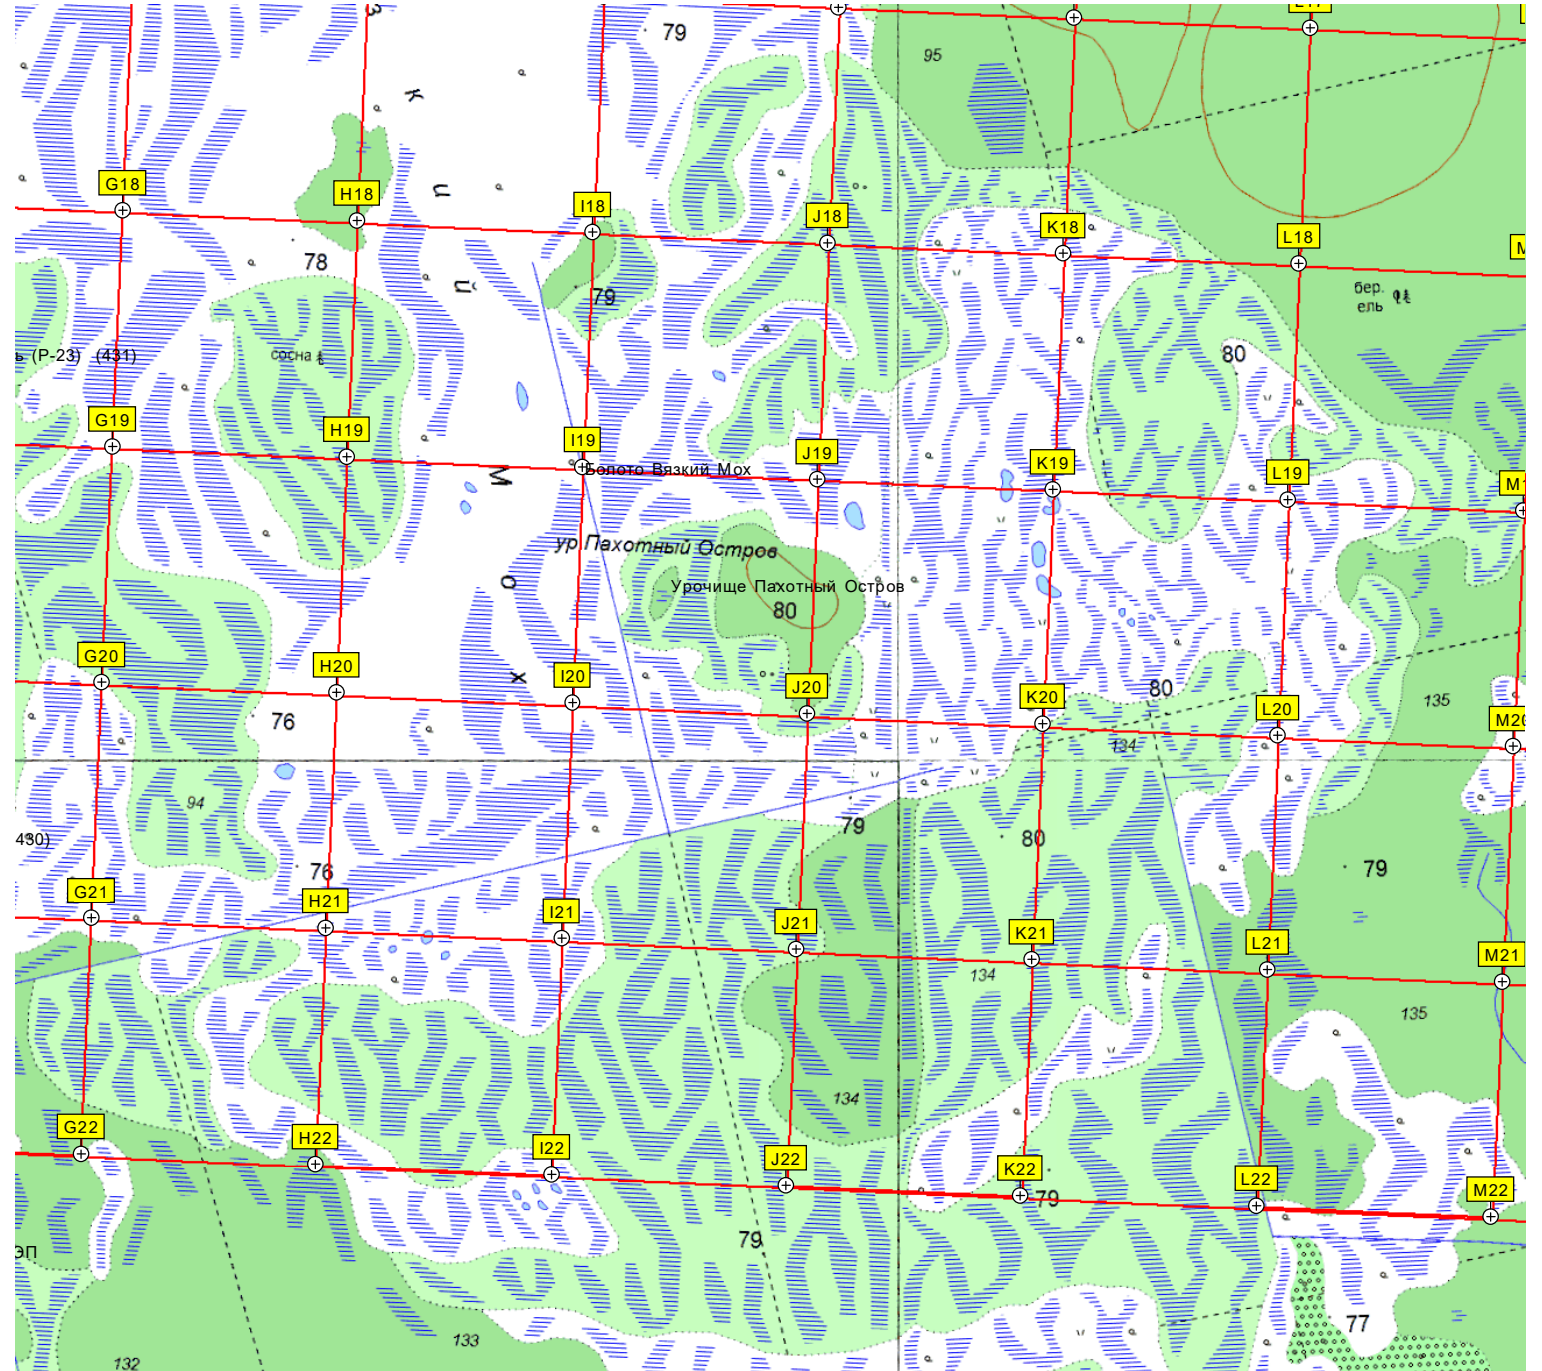 L17
79
95
з
к
G18
H18
и
I18
J18
K18
L18
78
й
79
бер.
ель
80
ь (Р-23) (431)
сосна
G19
H19
I19
J19
K19
L19
Болото Вязкий Мох
М
ур Пахотный Остров
о
Урочище Пахотный Остров
80
G20
H20
I20
J20
K20
L20
х
80
135
76
134
94
79
80
430)
76
79
G21
H21
I21
J21
K21
L21
M21
134
135
134
G22
H22
I22
J22
K22
L22
M22
79
79
ЭП
77
133
132